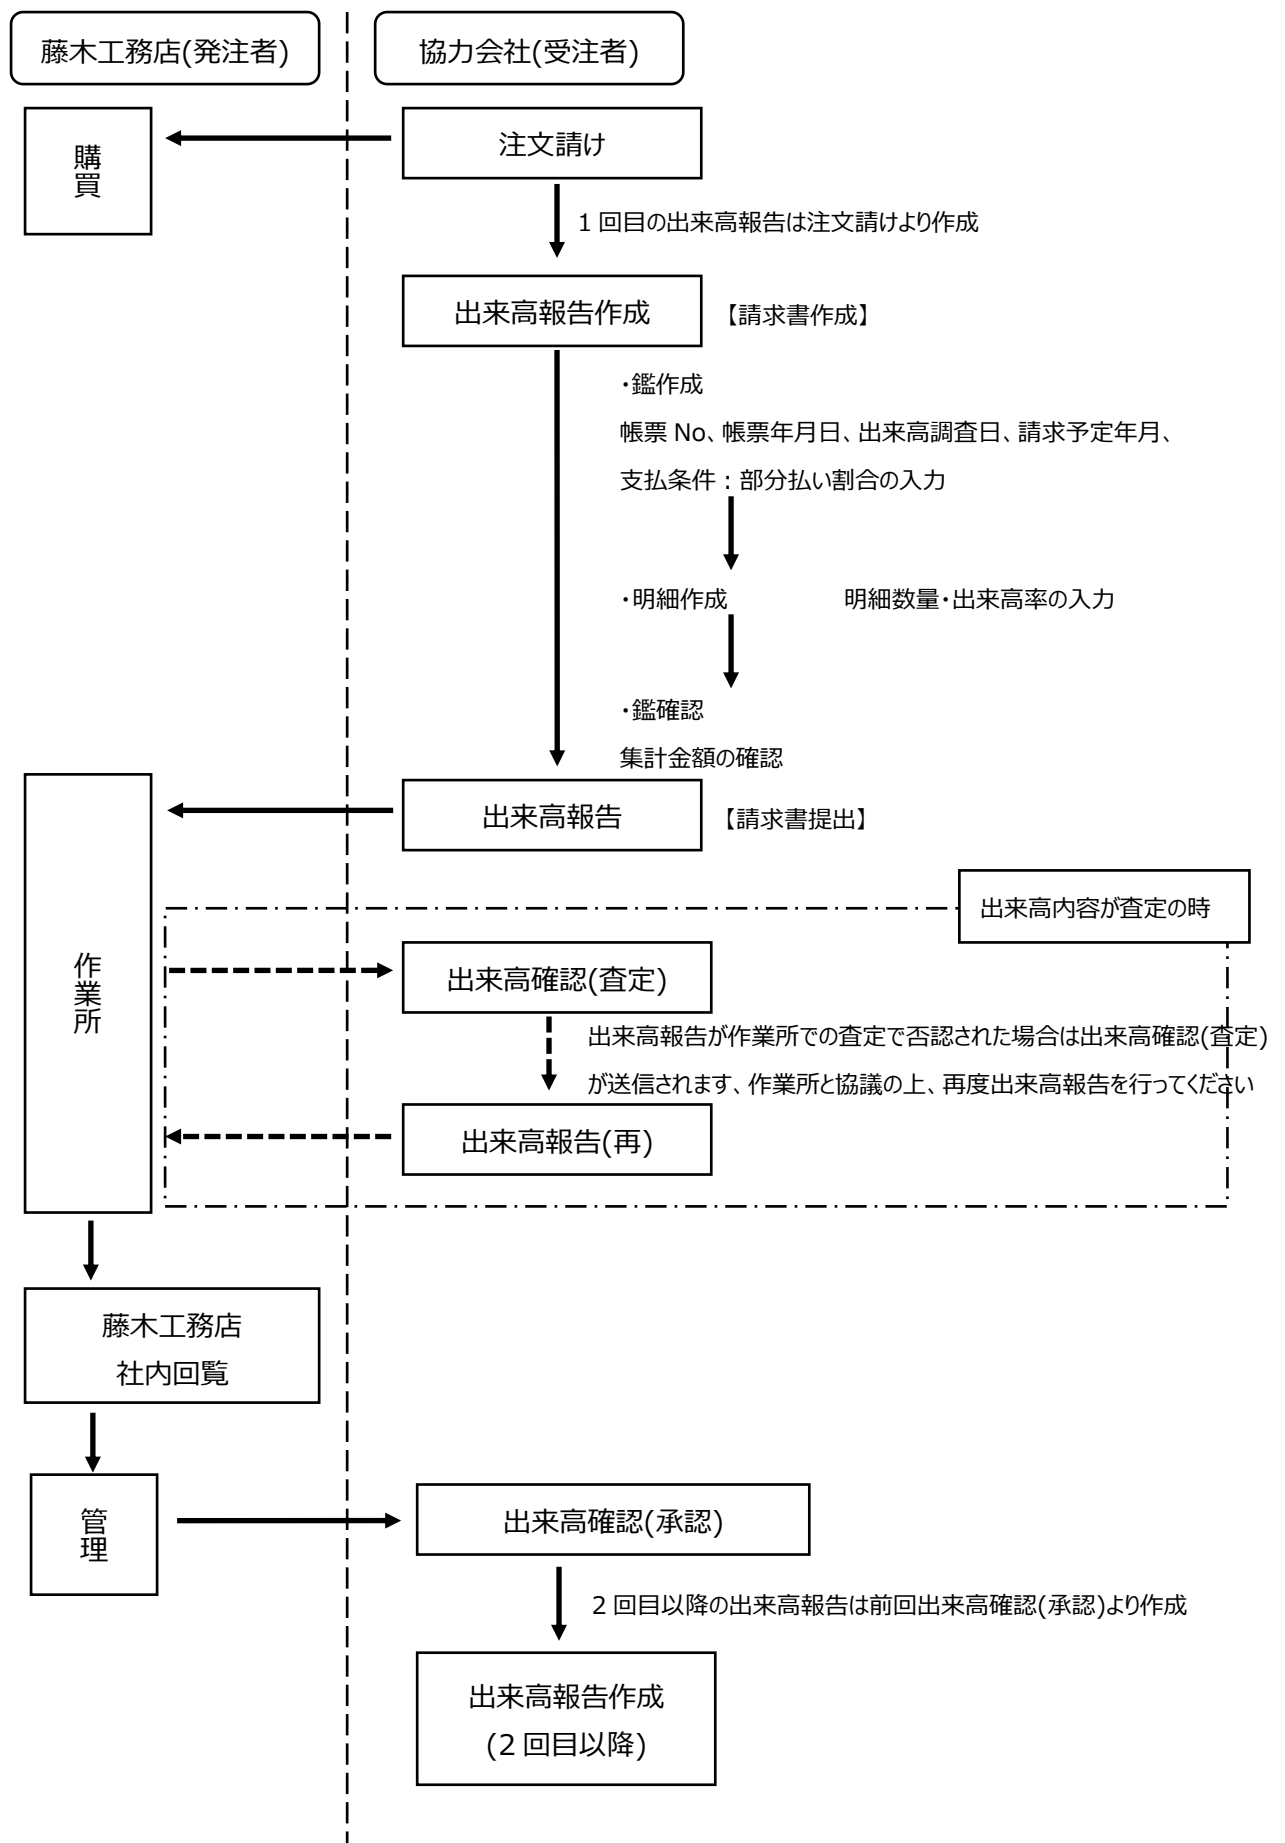 藤木工務店(発注者)
協力会社(受注者)
購買
注文請け
1 回目の出来高報告は注文請けより作成
出来高報告作成
【請求書作成】
・鑑作成
帳票 No、帳票年月日、出来高調査日、請求予定年月、
支払条件：部分払い割合の入力
・明細作成 明細数量・出来高率の入力
・鑑確認
集計金額の確認
出来高報告
【請求書提出】
出来高内容が査定の時
作業所
出来高確認(査定)
出来高報告が作業所での査定で否認された場合は出来高確認(査定)
が送信されます、作業所と協議の上、再度出来高報告を行ってください
出来高報告(再)
藤木工務店
社内回覧
管理
出来高確認(承認)
2 回目以降の出来高報告は前回出来高確認(承認)より作成
出来高報告作成
(2 回目以降)